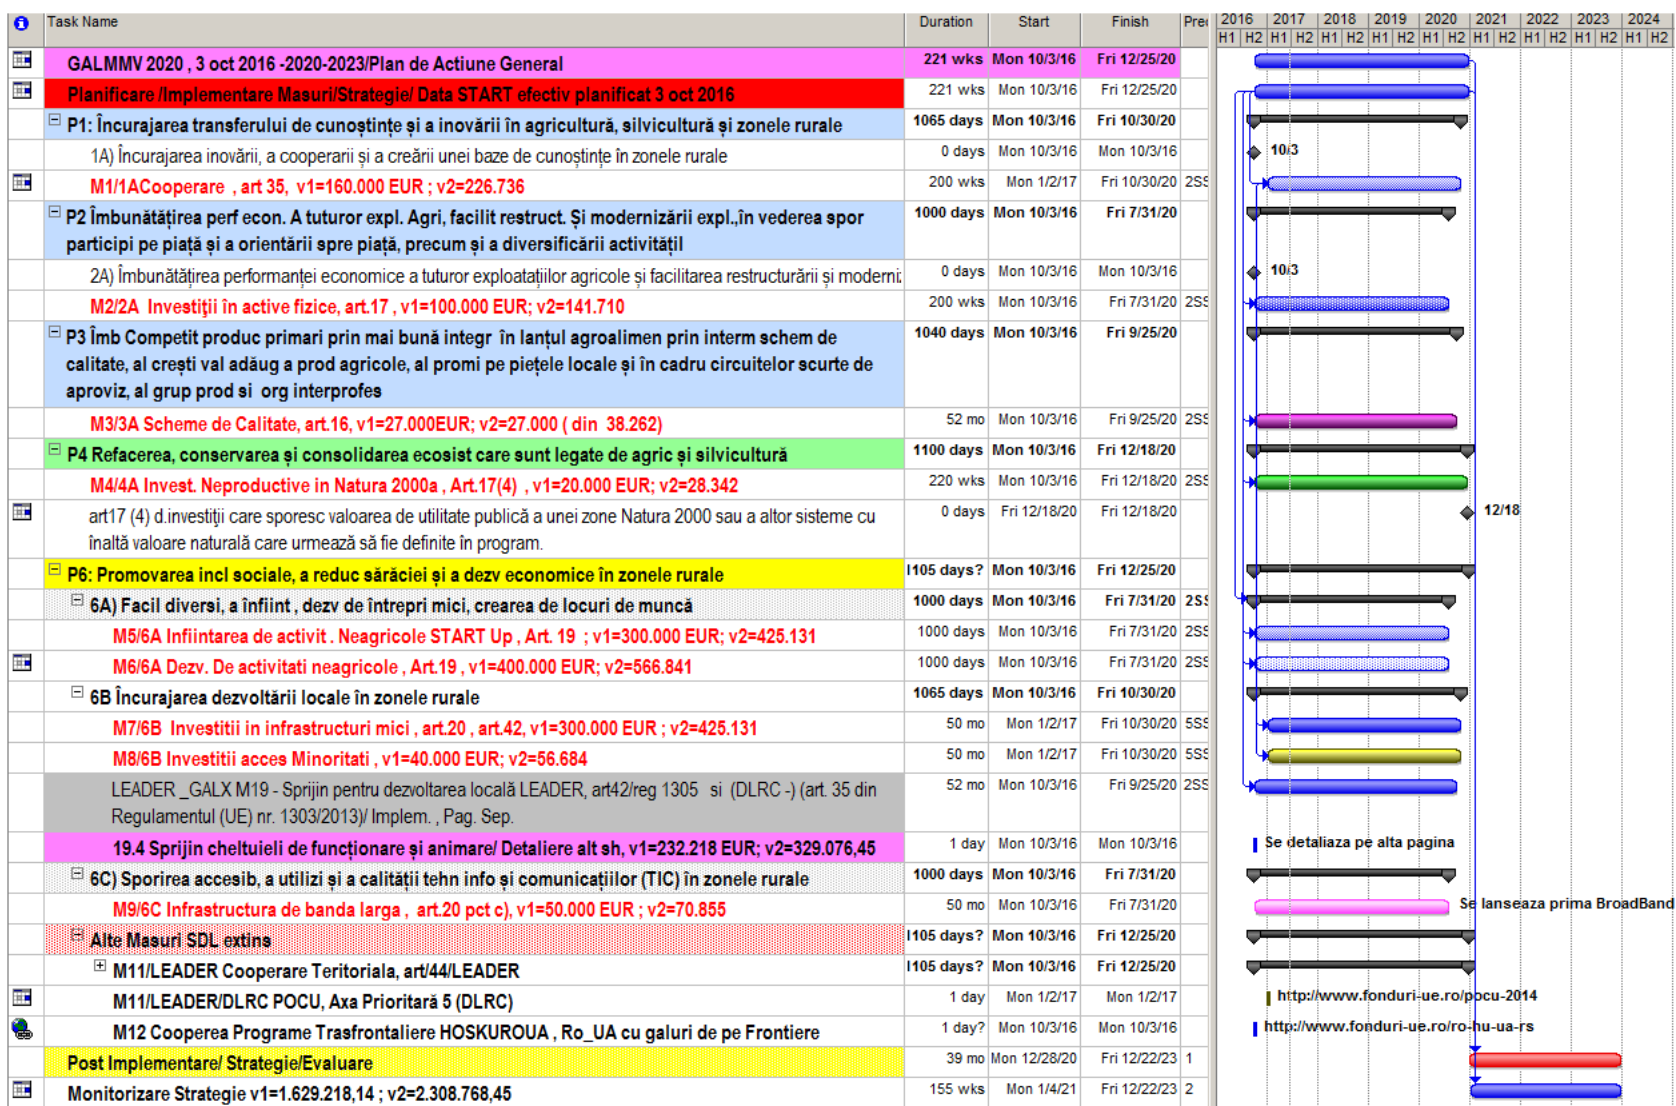 Task Name Duration Start Finish Pre 2016 2017 2018 2019 2020 2021 2022 2023 2024
H1 H2 H1 H2 H1 H2 H1 H2 H1 H2 H1 H2 H1 H2 H1 H2 H1 H2
GALMMV 2020 , 3 oct 2016 -2020-2023/Plan de Actiune General 221 wks Mon 10/3/16 Fri 12/25/20
Planificare /Implementare Masuri/Strategie/ Data START efectiv planificat 3 oct 2016 221 wks Mon 10/3/16 Fri 12/25/20
P1: Încurajarea transferului de cunoștințe și a inovării în agricultură, silvicultură și zonele rurale 1065 days Mon 10/3/16 Fri 10/30/20
1A) Încurajarea inovării, a cooperarii și a creării unei baze de cunoștințe în zonele rurale 0 days Mon 10/3/16 Mon 10/3/16 10/3
M1/1ACooperare , art 35, v1=160.000 EUR ; v2=226.736 200 wks Mon 1/2/17 Fri 10/30/20 2SS
P2 Îmbunătățirea perf econ. A tuturor expl. Agri, facilit restruct. Și modernizării expl.,în vederea spor 1000 days Mon 10/3/16 Fri 7/31/20
participi pe piață și a orientării spre piață, precum și a diversificării activitățil
2A) Îmbunătățirea performanței economice a tuturor exploatațiilor agricole și facilitarea restructurării și moderni: 0 days Mon 10/3/16 Mon 10/3/16 10/3
M2/2A Investiţii în active fizice, art.17 , v1=100.000 EUR; v2=141.710 200 wks Mon 10/3/16 Fri 7/31/20 2SS
P3 Îmb Competit produc primari prin mai bună integr în lanțul agroalimen prin interm schem de 1040 days Mon 10/3/16 Fri 9/25/20
calitate, al crești val adăug a prod agricole, al promi pe piețele locale și în cadru circuitelor scurte de
aproviz, al grup prod si org interprofes
M3/3A Scheme de Calitate, art.16, v1=27.000EUR; v2=27.000 ( din 38.262) 52 mo Mon 10/3/16 Fri 9/25/20 2SS
P4 Refacerea, conservarea și consolidarea ecosist care sunt legate de agric și silvicultură 1100 days Mon 10/3/16 Fri 12/18/20
M4/4A Invest. Neproductive in Natura 2000a , Art.17(4) , v1=20.000 EUR; v2=28.342 220 wks Mon 10/3/16 Fri 12/18/20 2SS
art17 (4) d.investiţii care sporesc valoarea de utilitate publică a unei zone Natura 2000 sau a altor sisteme cu 0 days Fri 12/18/20 Fri 12/18/20 12/18
înaltă valoare naturală care urmează să fie definite în program.
P6: Promovarea incl sociale, a reduc sărăciei și a dezv economice în zonele rurale 1105 days? Mon 10/3/16 Fri 12/25/20
6A) Facil diversi, a înfiint , dezv de întrepri mici, crearea de locuri de muncă 1000 days Mon 10/3/16 Fri 7/31/20 2SS
M5/6A Infiintarea de activit . Neagricole START Up , Art. 19 ; v1=300.000 EUR; v2=425.131 1000 days Mon 10/3/16 Fri 7/31/20 2SS
M6/6A Dezv. De activitati neagricole , Art.19 , v1=400.000 EUR; v2=566.841 1000 days Mon 10/3/16 Fri 7/31/20 2SS
6B Încurajarea dezvoltării locale în zonele rurale 1065 days Mon 10/3/16 Fri 10/30/20
M7/6B Investitii in infrastructuri mici , art.20 , art.42, v1=300.000 EUR ; v2=425.131 50 mo Mon 1/2/17 Fri 10/30/20 5SS
M8/6B Investitii acces Minoritati , v1=40.000 EUR; v2=56.684 50 mo Mon 1/2/17 Fri 10/30/20 5SS
LEADER _GALX M19 - Sprijin pentru dezvoltarea locală LEADER, art42/reg 1305 si (DLRC -) (art. 35 din 52 mo Mon 10/3/16 Fri 9/25/20 2SS
Regulamentul (UE) nr. 1303/2013)/ Implem. , Pag. Sep.
19.4 Sprijin cheltuieli de funcționare și animare/ Detaliere alt sh, v1=232.218 EUR; v2=329.076,45 1 day Mon 10/3/16 Mon 10/3/16 Se detaliaza pe alta pagina
6C) Sporirea accesib, a utilizi și a calității tehn info și comunicațiilor (TIC) în zonele rurale 1000 days Mon 10/3/16 Fri 7/31/20
M9/6C Infrastructura de banda larga , art.20 pct c), v1=50.000 EUR ; v2=70.855 50 mo Mon 10/3/16 Fri 7/31/20 Se lanseaza prima BroadBand
Alte Masuri SDL extins 1105 days? Mon 10/3/16 Fri 12/25/20
M11/LEADER Cooperare Teritoriala, art/44/LEADER 1105 days? Mon 10/3/16 Fri 12/25/20
M11/LEADER/DLRC POCU, Axa Prioritară 5 (DLRC) 1 day Mon 1/2/17 Mon 1/2/17 http://www.fonduri-ue.ro/pocu-2014
M12 Cooperea Programe Trasfrontaliere HOSKUROUA , Ro_UA cu galuri de pe Frontiere 1 day? Mon 10/3/16 Mon 10/3/16 http://www.fonduri-ue.ro/ro-hu-ua-rs
Post Implementare/ Strategie/Evaluare 39 mo Mon 12/28/20 Fri 12/22/23 1
Monitorizare Strategie v1=1.629.218,14 ; v2=2.308.768,45 155 wks Mon 1/4/21 Fri 12/22/23 2